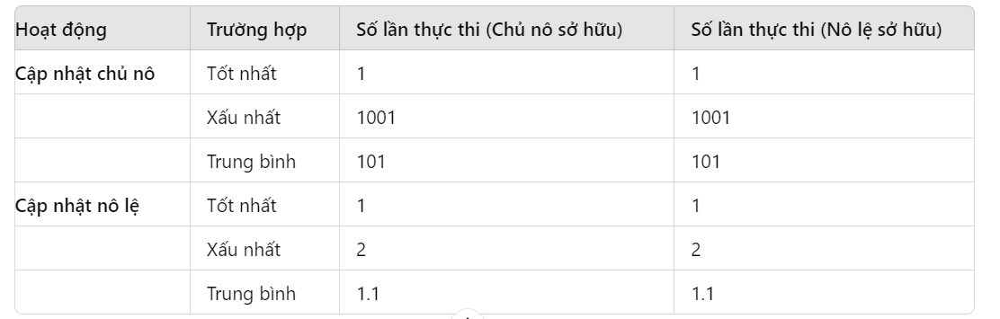 Hoạt động Trường hợp Số lần thực thi (Chủ nô sở hữu) Số lần thực thi (Nô lệ sở hữu)
Cập nhật chủ nô Tốt nhất 1 1
Xấu nhất 1001 1001
Trung bình 101 101
Cập nhật nô lệ Tốt nhất 1 1
Xấu nhất 2 2
Trung bình 1.1 1.1